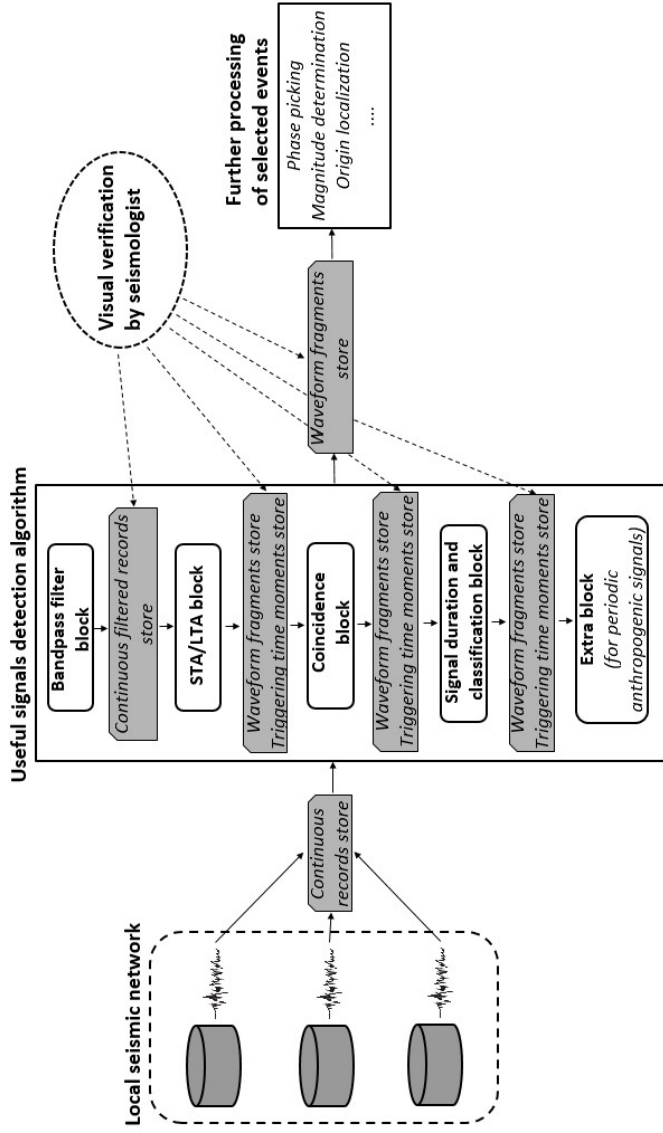 Local seismic network
Continuous
records store
Useful signals detection algorithm
Bandpass filter
block
Continuous filtered records
store
STA/LTA block
Waveform fragments store
Triggering time moments store
Coincidence
block
Waveform fragments store
Triggering time moments store
Signal duration and
classification block
Waveform fragments store
Triggering time moments store
Extra block
(for periodic
anthropogenic signals)
Visual verification
by seismologist
Waveform fragments
store
Further processing
of selected events
Phase picking
Magnitude determination
Origin localization
....